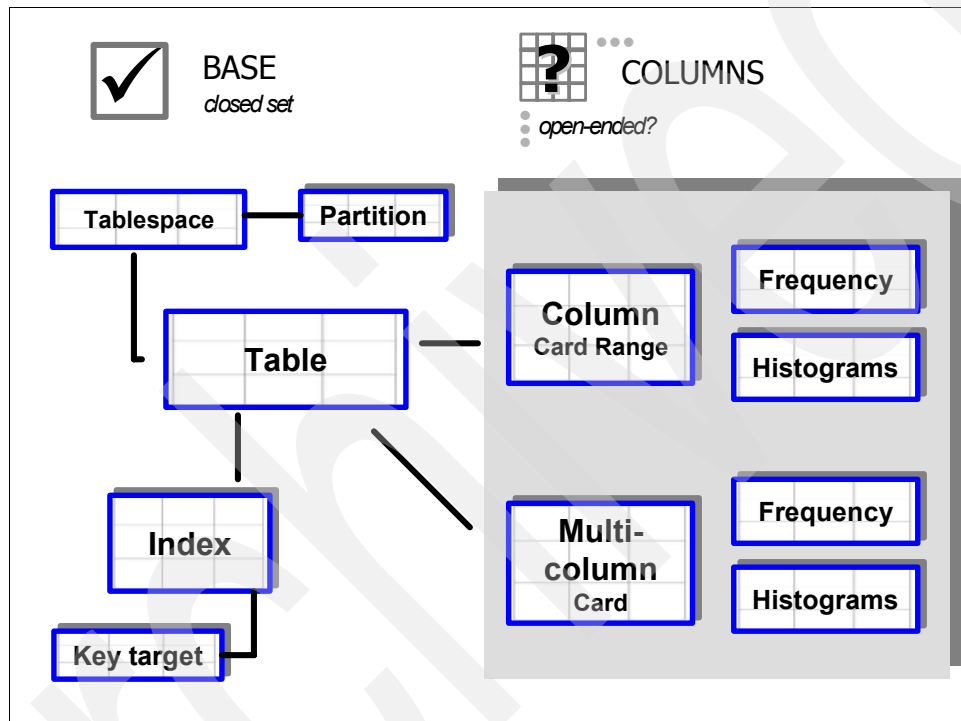 BASE
closed set
?
COLUMNS
open-ended?
Tablespace
Partition
Table
Index
Key target
Column
Card Range
Frequency
Histograms
Multi-
column
Card
Frequency
Histograms